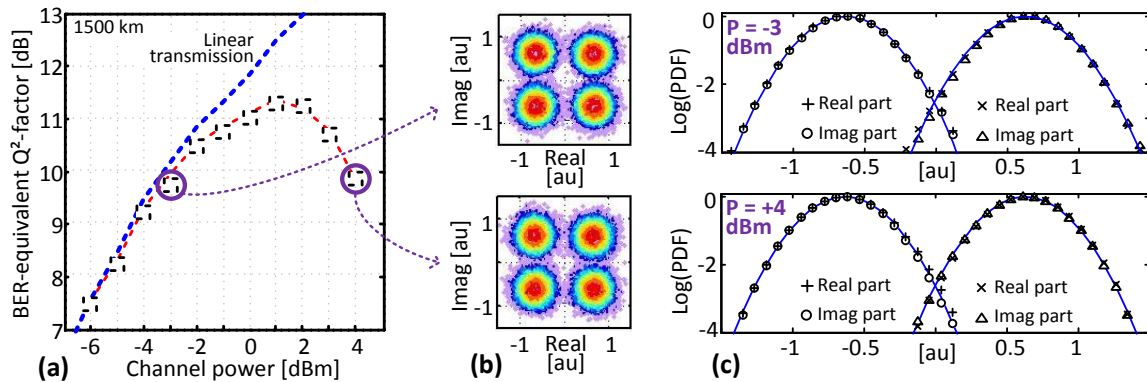 (a)
1500 km
Linear
transmission
BER-equivalent Q²-factor [dB]
13
12
11
10
9
8
7
-6 -4 -2 0 2 4
Channel power [dBm]
(b)
Imag [au]
1
-1
-1 Real 1
[au]
Imag [au]
1
-1
-1 Real 1
[au]
(c)
P = -3
dBm
Log(PDF)
0
-2
-4
+ Real part × Real part
○ Imag part △ Imag part
-1 -0.5 0 0.5 1
[au]
P = +4
dBm
Log(PDF)
0
-2
-4
+ Real part × Real part
○ Imag part △ Imag part
-1 -0.5 0 0.5 1
[au]